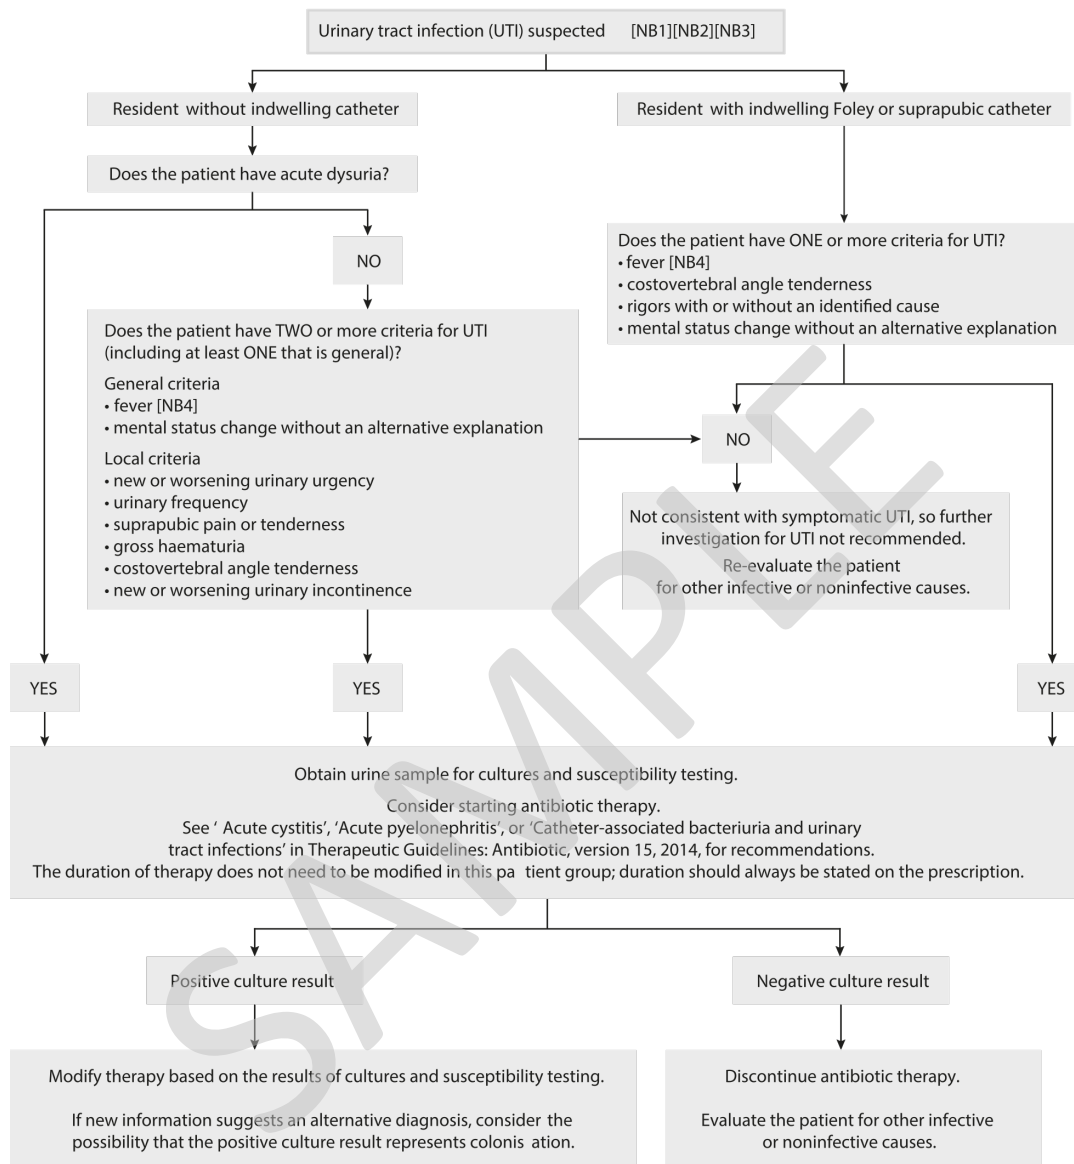 Urinary tract infection (UTI) suspected [NB1][NB2][NB3]
Resident without indwelling catheter
Resident with indwelling Foley or suprapubic catheter
Does the patient have acute dysuria?
NO
Does the patient have ONE or more criteria for UTI?
• fever [NB4]
• costovertebral angle tenderness
• rigors with or without an identified cause
• mental status change without an alternative explanation
Does the patient have TWO or more criteria for UTI
(including at least ONE that is general)?
General criteria
• fever [NB4]
• mental status change without an alternative explanation
Local criteria
• new or worsening urinary urgency
• urinary frequency
• suprapubic pain or tenderness
• gross haematuria
• costovertebral angle tenderness
• new or worsening urinary incontinence
NO
Not consistent with symptomatic UTI, so further
investigation for UTI not recommended.
Re-evaluate the patient
for other infective or noninfective causes.
YES
YES
YES
Obtain urine sample for cultures and susceptibility testing.
Consider starting antibiotic therapy.
See ‘ Acute cystitis’, ‘Acute pyelonephritis’, or ‘Catheter-associated bacteriuria and urinary
tract infections’ in Therapeutic Guidelines: Antibiotic, version 15, 2014, for recommendations.
The duration of therapy does not need to be modified in this pa tient group; duration should always be stated on the prescription.
Positive culture result
Negative culture result
Modify therapy based on the results of cultures and susceptibility testing.
If new information suggests an alternative diagnosis, consider the
possibility that the positive culture result represents colonis ation.
Discontinue antibiotic therapy.
Evaluate the patient for other infective
or noninfective causes.
SAMPLE